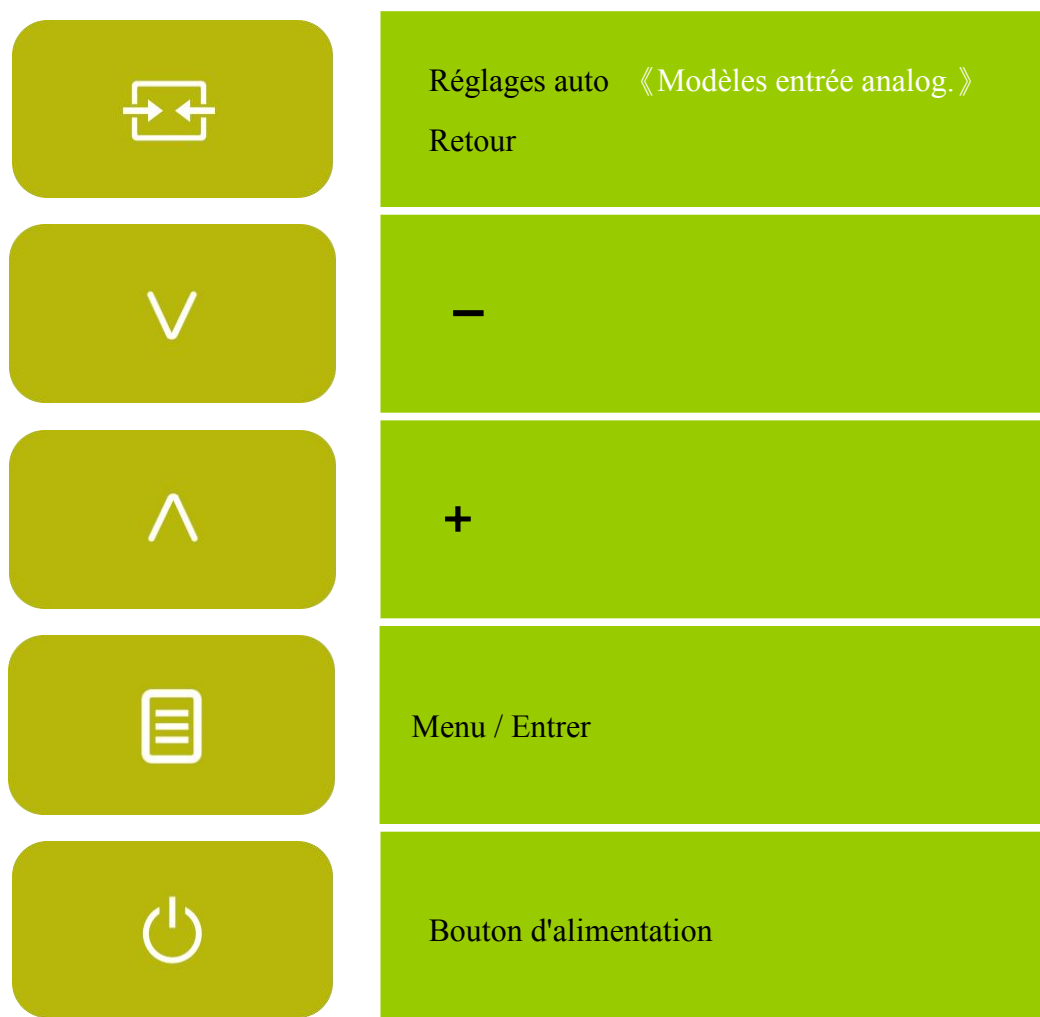 Réglages auto 《Modèles entrée analog.》
Retour
−
+
Menu / Entrer
Bouton d'alimentation